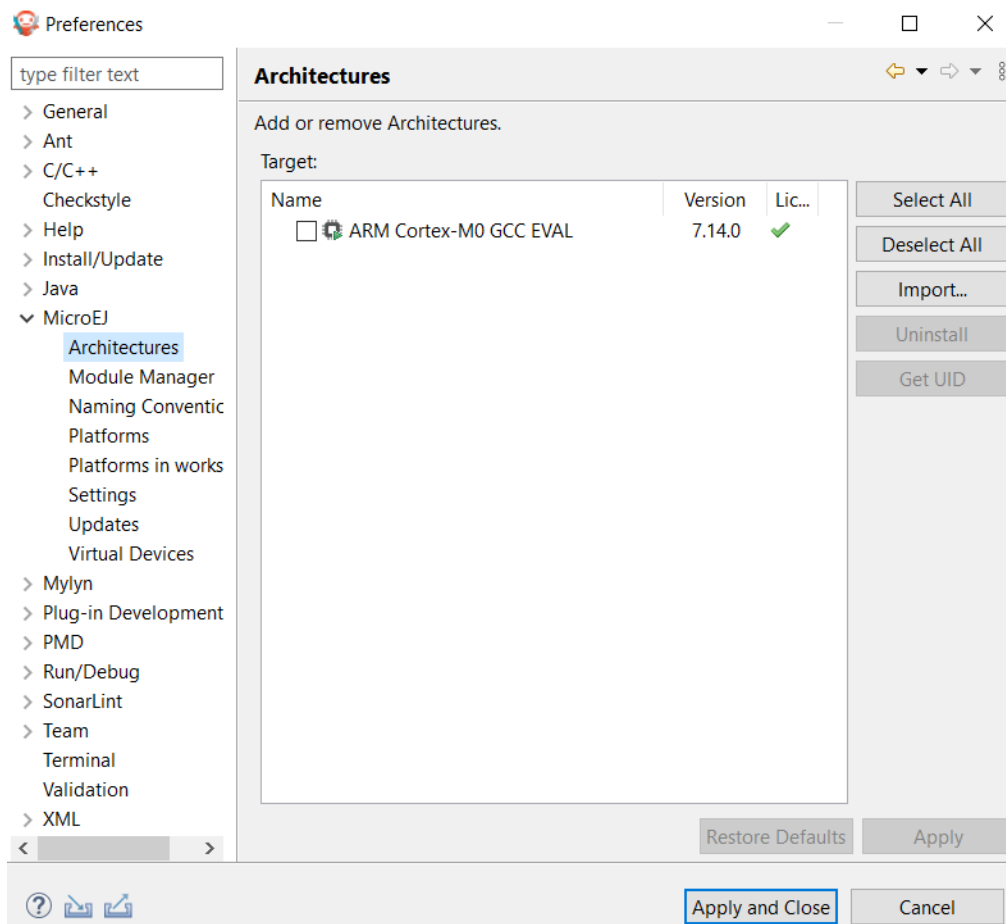 Preferences
type filter text
General
Ant
C/C++
Checkstyle
Help
Install/Update
Java
MicroEJ
Architectures
Module Manager
Naming Conventic
Platforms
Platforms in works
Settings
Updates
Virtual Devices
Mylyn
Plug-in Development
PMD
Run/Debug
SonarLint
Team
Terminal
Validation
XML
Architectures
Add or remove Architectures.
Target:
Name Version Lic...
ARM Cortex-M0 GCC EVAL 7.14.0
Select All
Deselect All
Import...
Uninstall
Get UID
Restore Defaults Apply
? Apply and Close Cancel